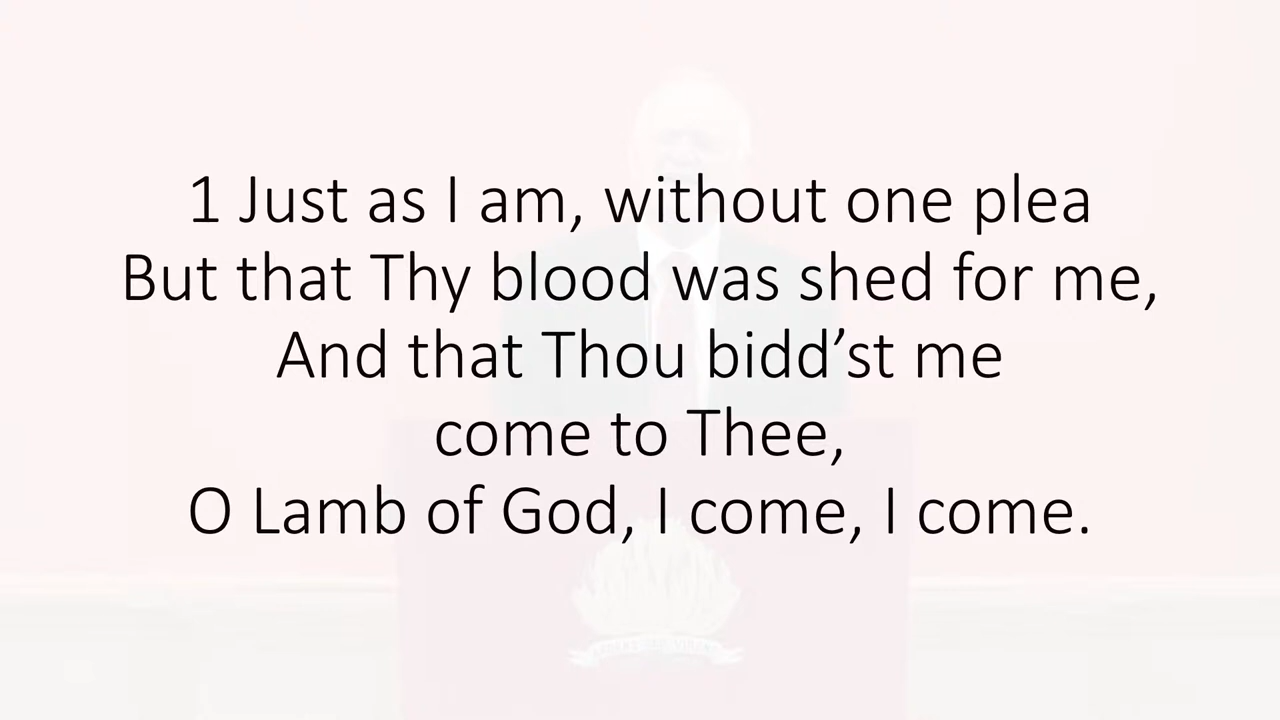 1 Just as I am, without one plea
But that Thy blood was shed for me,
And that Thou bidd’st me
come to Thee,
O Lamb of God, I come, I come.